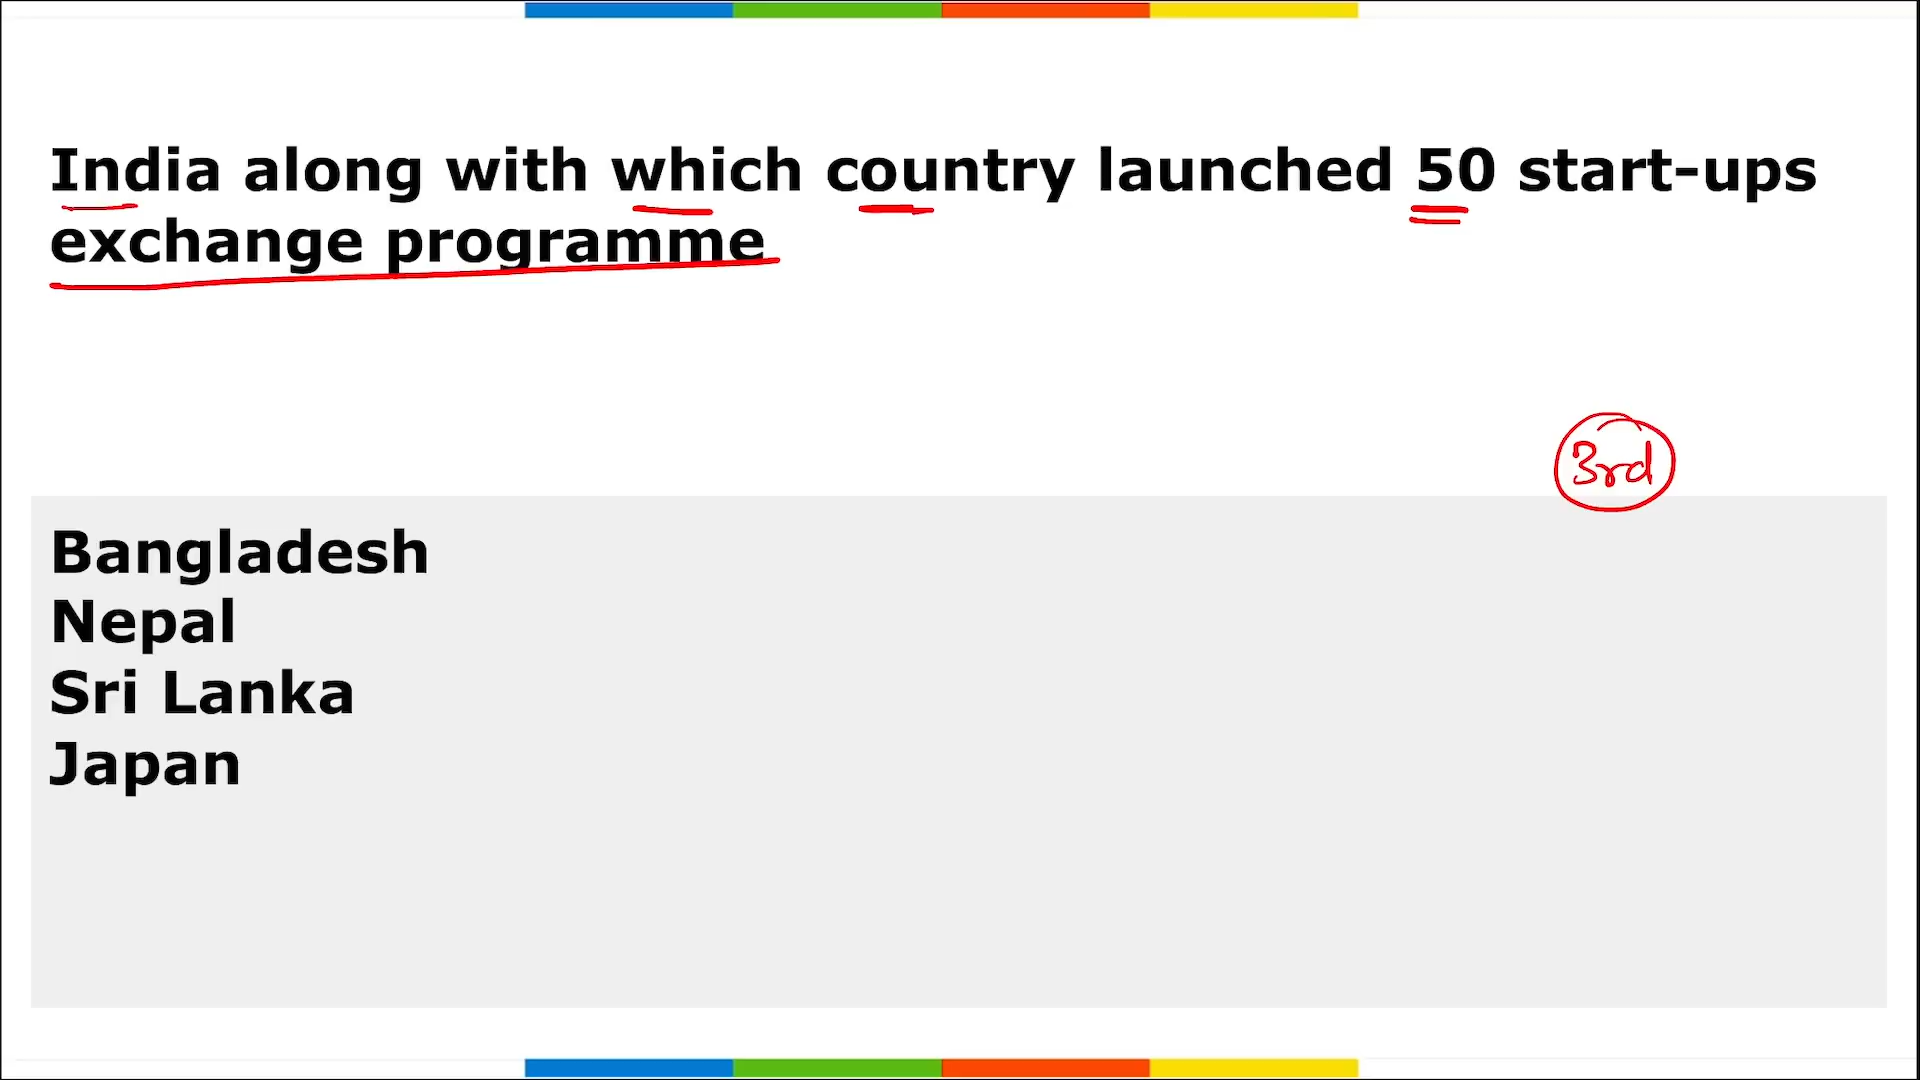 India along with which country launched 50 start-ups
exchange programme
3rd
Bangladesh
Nepal
Sri Lanka
Japan